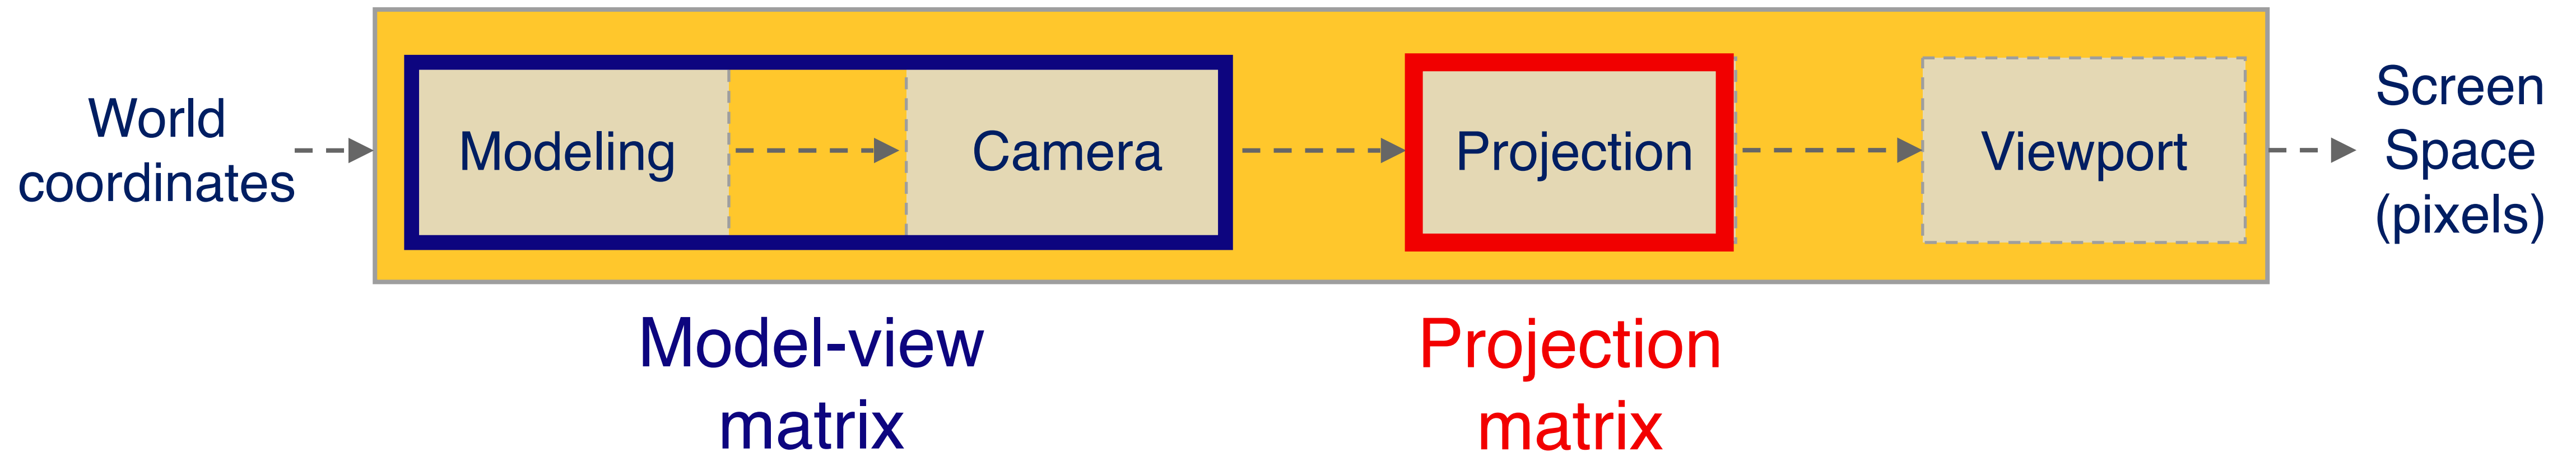 World
coordinates
Modeling
Camera
Projection
Viewport
Screen
Space
(pixels)
Model-view
matrix
Projection
matrix